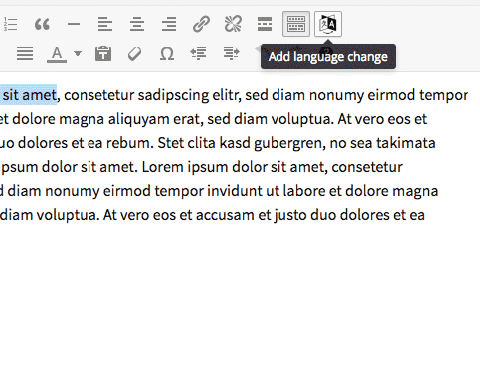 Add language change
sit amet, consetetur sadipscing elitr, sed diam nonumy eirmod tempor
et dolore magna aliquyam erat, sed diam voluptua. At vero eos et
uo dolores et ea rebum. Stet clita kasd gubergren, no sea takimata
psum dolor sit amet. Lorem ipsum dolor sit amet, consetetur
d diam nonumy eirmod tempor invidunt ut labore et dolore magna
diam voluptua. At vero eos et accusam et justo duo dolores et ea